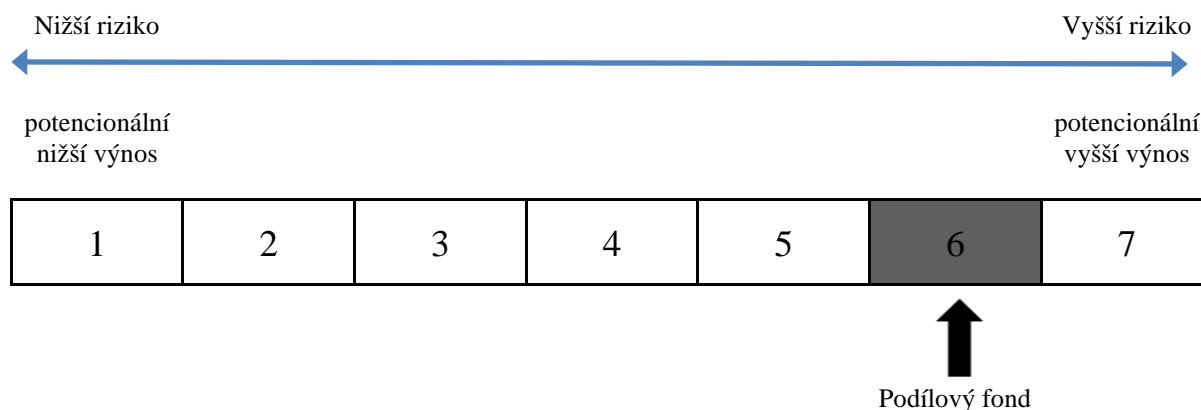 Nižší riziko
Vyšší riziko
potencionální
nižší výnos
potencionální
vyšší výnos
1 2 3 4 5 6 7
Podílový fond